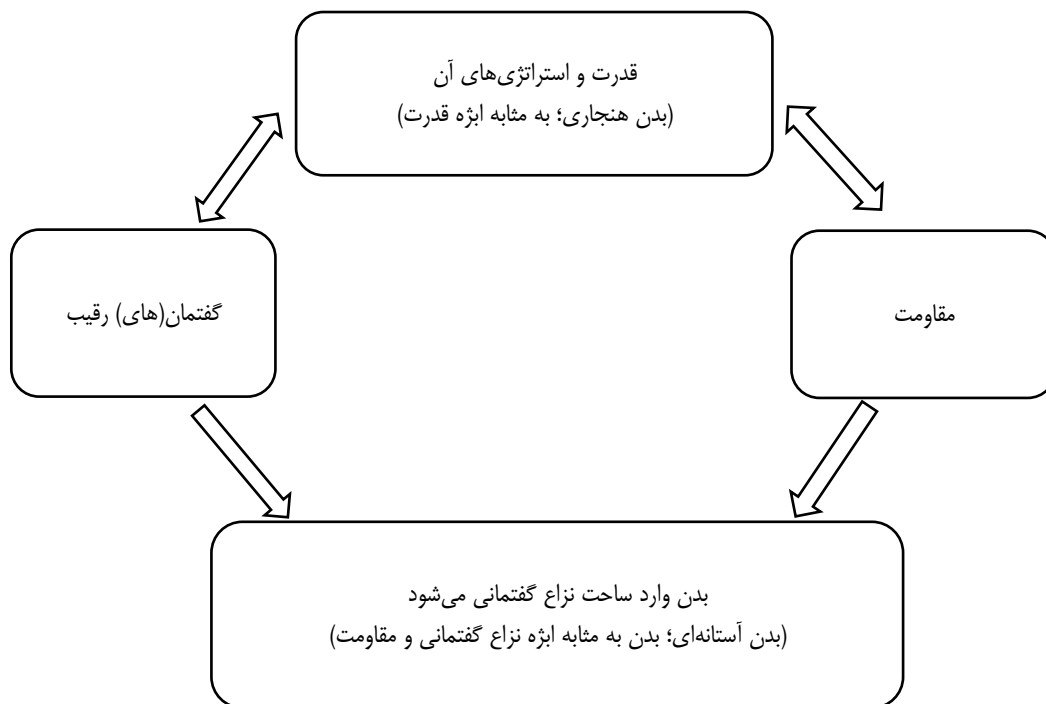 قدرت و استراتژی‌های آن
(بدن هنجاری؛ به مثابه ابژه قدرت)
مقاومت
گفتمان(های) رقیب
بدن وارد ساحت نزاع گفتمانی می‌شود
(بدن آستانه‌ای؛ بدن به مثابه ابژه نزاع گفتمانی و مقاومت)